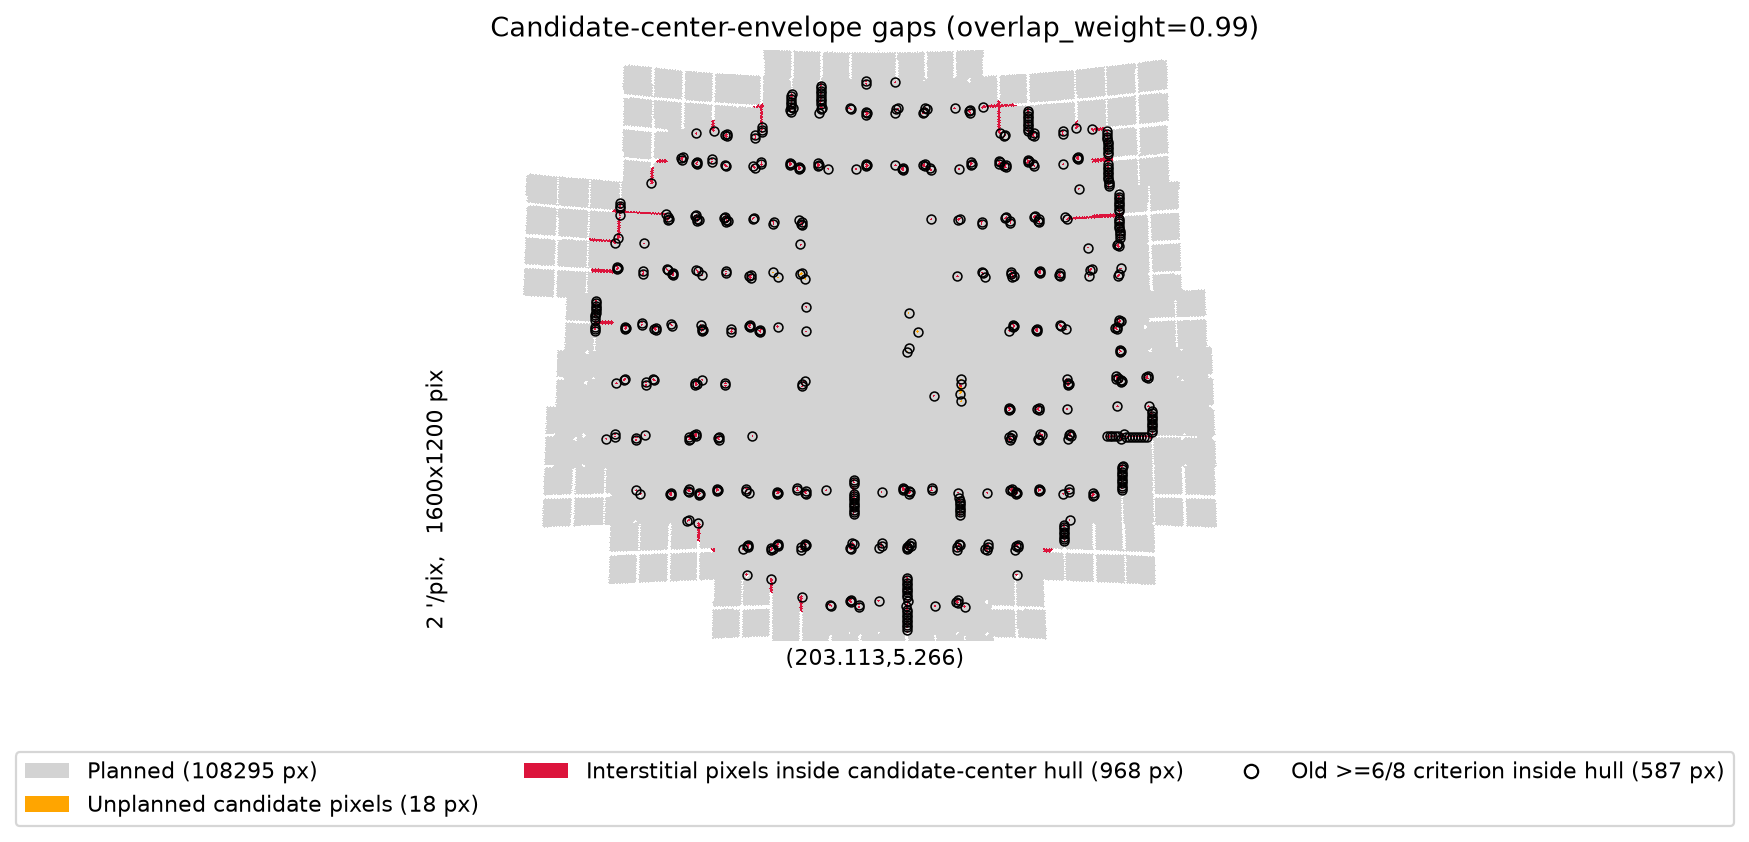 Candidate-center-envelope gaps (overlap_weight=0.99)
2 '/pix,   1600x1200 pix
(203.113,5.266)
Planned (108295 px)
Unplanned candidate pixels (18 px)
Interstitial pixels inside candidate-center hull (968 px)
Old >=6/8 criterion inside hull (587 px)